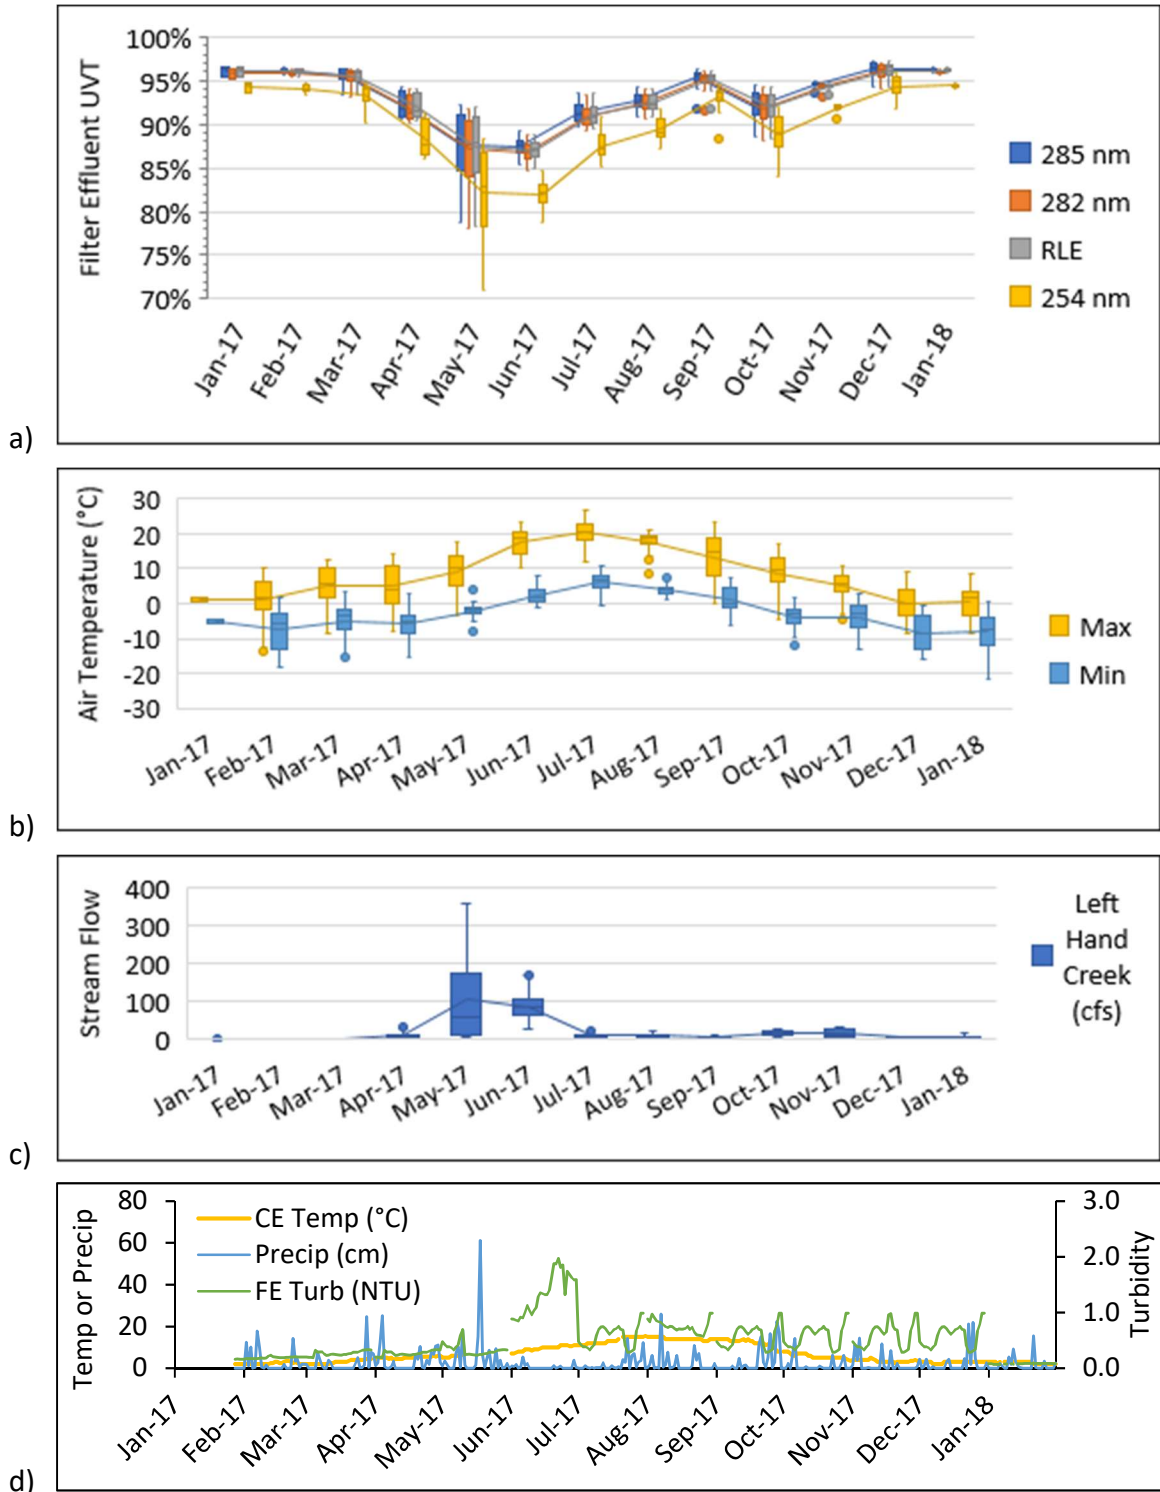 100%
95%
90%
85%
80%
75%
70%
Filter Effluent UVT
285 nm
282 nm
RLE
254 nm
Jan-17
Feb-17
Mar-17
Apr-17
May-17
Jun-17
Jul-17
Aug-17
Sep-17
Oct-17
Nov-17
Dec-17
Jan-18
a)
30
20
10
0
-10
-20
-30
Air Temperature (°C)
Max
Min
Jan-17
Feb-17
Mar-17
Apr-17
May-17
Jun-17
Jul-17
Aug-17
Sep-17
Oct-17
Nov-17
Dec-17
Jan-18
b)
400
300
200
100
0
Stream Flow
Left
Hand
Creek
(cfs)
Jan-17
Feb-17
Mar-17
Apr-17
May-17
Jun-17
Jul-17
Aug-17
Sep-17
Oct-17
Nov-17
Dec-17
Jan-18
c)
80
60
40
20
0
Temp or Precip
CE Temp (°C)
Precip (cm)
FE Turb (NTU)
3.0
2.0
1.0
0.0
Turbidity
Jan-17
Feb-17
Mar-17
Apr-17
May-17
Jun-17
Jul-17
Aug-17
Sep-17
Oct-17
Nov-17
Dec-17
Jan-18
d)